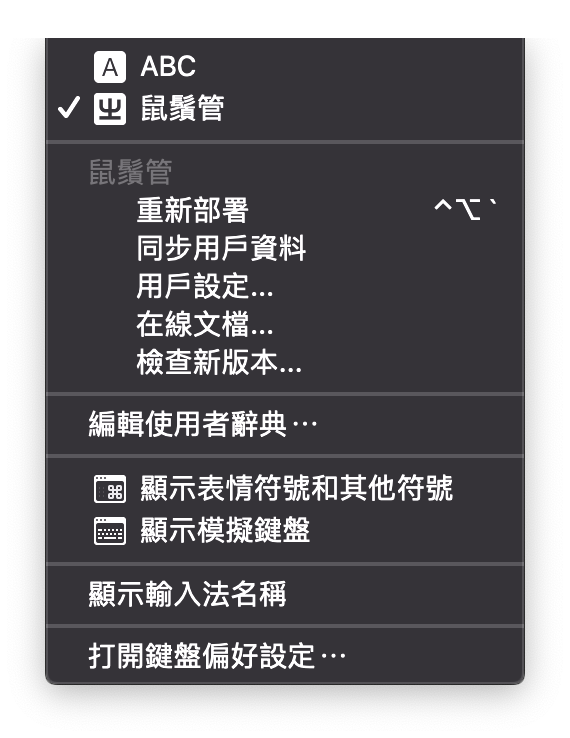 A ABC
✓ 㞢 鼠鬚管
鼠鬚管
重新部署 ^⌥`
同步用戶資料
用戶設定...
在線文檔...
檢查新版本...
編輯使用者辭典⋯
⌘ 顯示表情符號和其他符號
顯示模擬鍵盤
顯示輸入法名稱
打開鍵盤偏好設定⋯